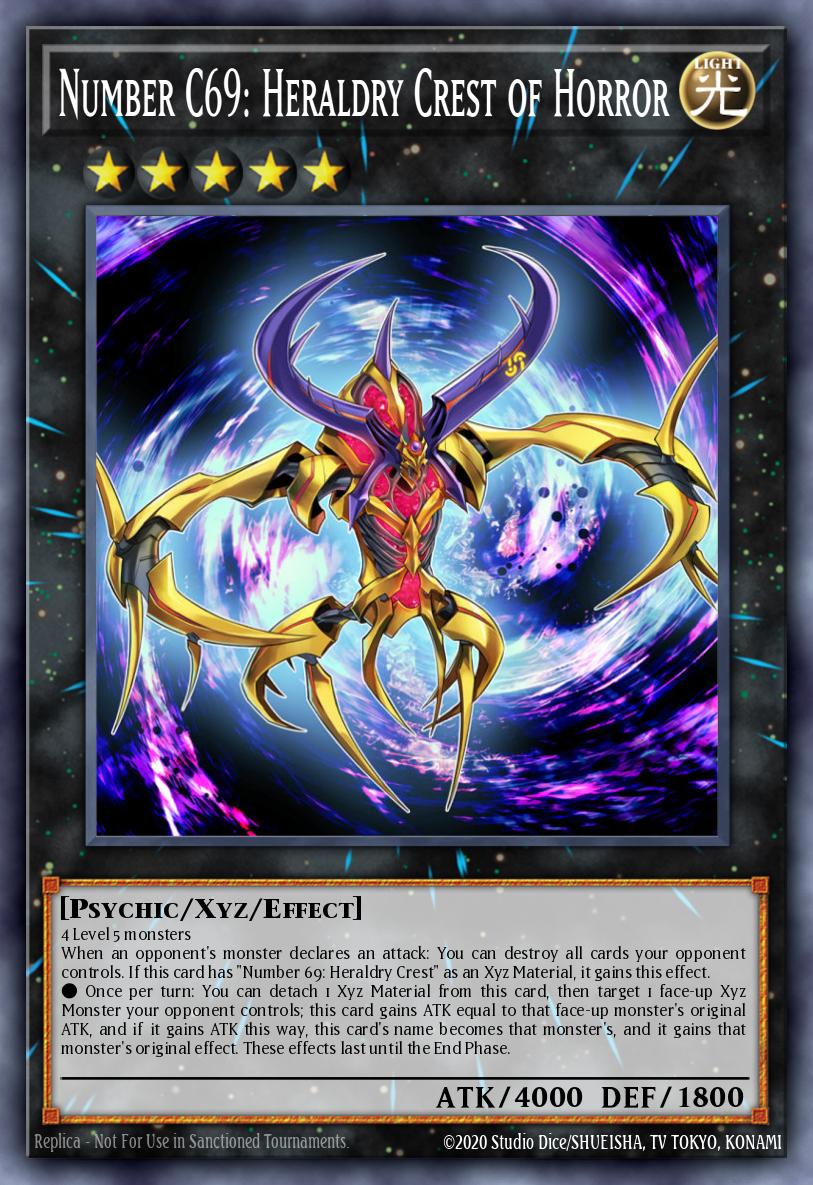 Number C69: Heraldry Crest of Horror
LIGHT
光
[Psychic/Xyz/Effect]
4 Level 5 monsters
When an opponent's monster declares an attack: You can destroy all cards your opponent
controls. If this card has "Number 69: Heraldry Crest" as an Xyz Material, it gains this effect.
● Once per turn: You can detach 1 Xyz Material from this card, then target 1 face-up Xyz
Monster your opponent controls; this card gains ATK equal to that face-up monster's original
ATK, and if it gains ATK this way, this card's name becomes that monster's, and it gains that
monster's original effect. These effects last until the End Phase.
ATK/4000 DEF/1800
Replica - Not For Use in Sanctioned Tournaments.
©2020 Studio Dice/SHUEISHA, TV TOKYO, KONAMI